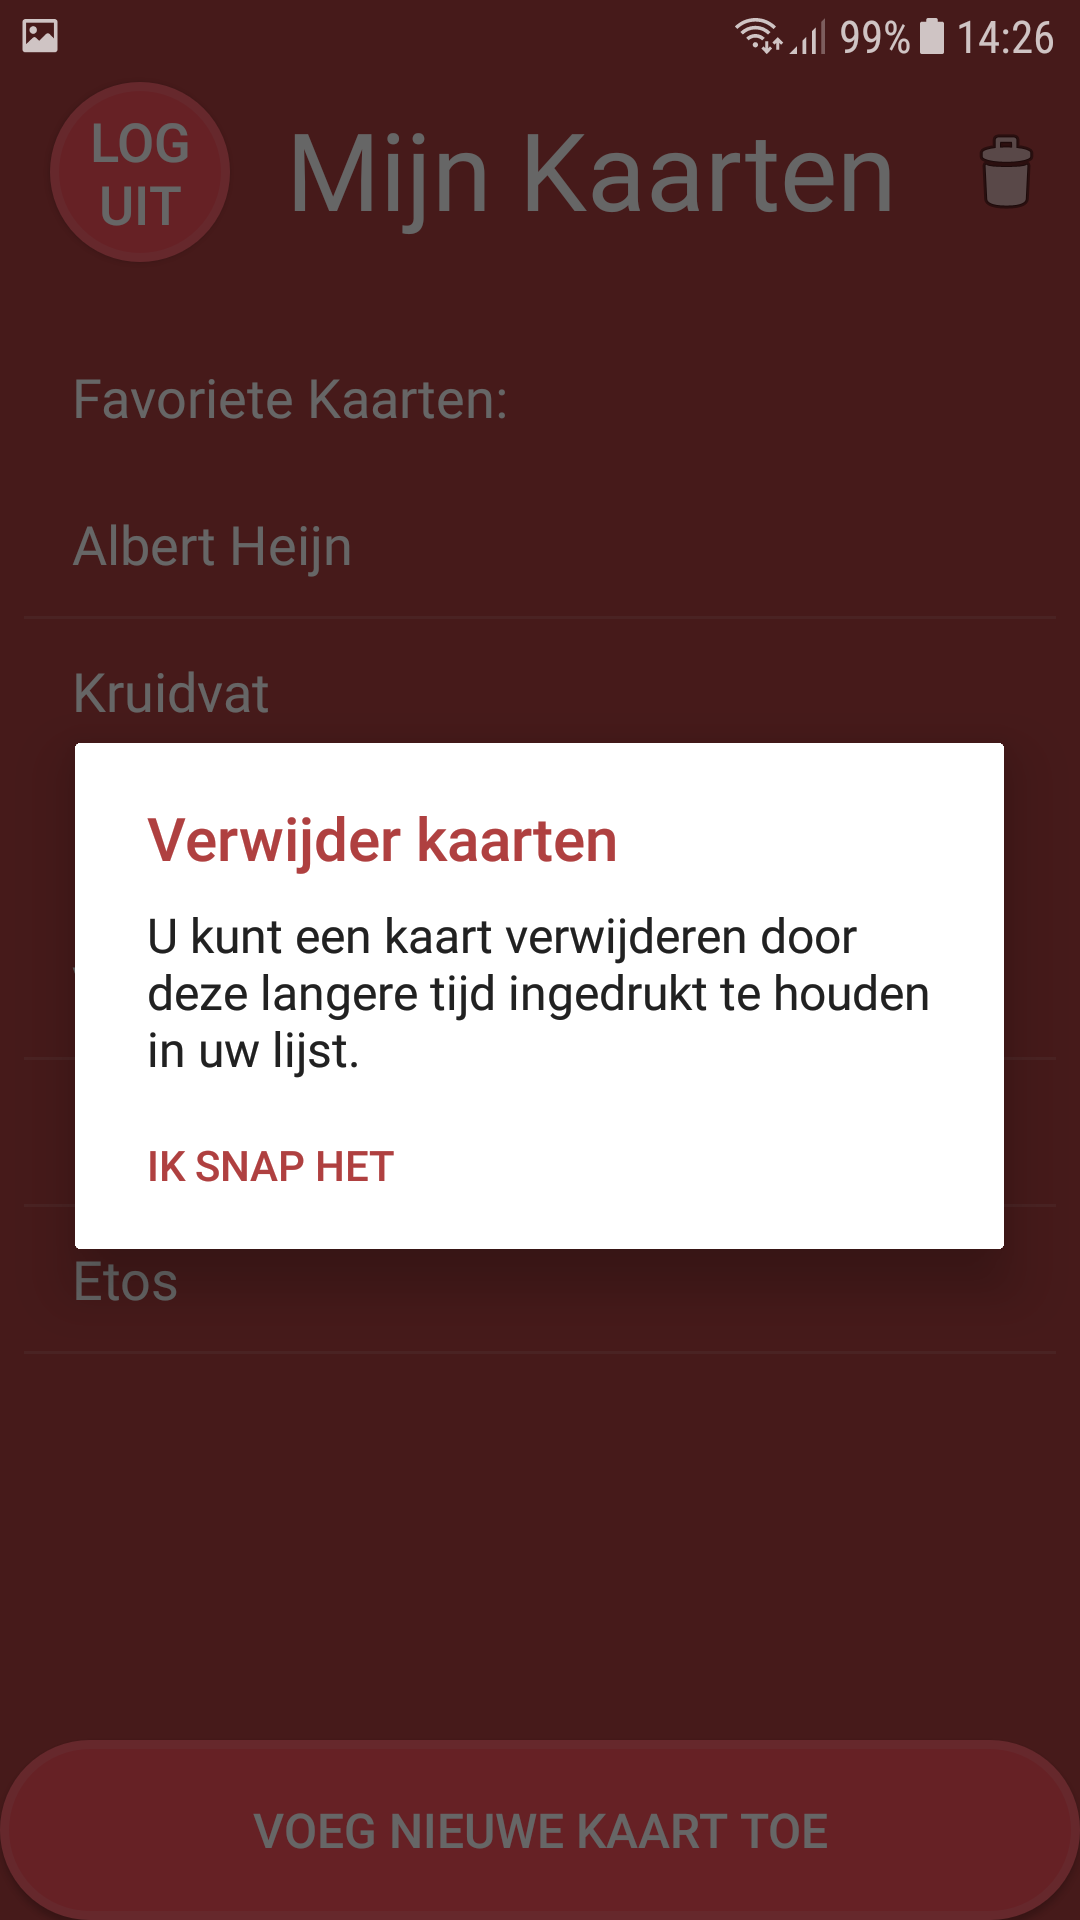 99% 14:26
LOG
UIT
Mijn Kaarten
Favoriete Kaarten:
Albert Heijn
Kruidvat
Verwijder kaarten
U kunt een kaart verwijderen door
deze langere tijd ingedrukt te houden
in uw lijst.
IK SNAP HET
Etos
VOEG NIEUWE KAART TOE